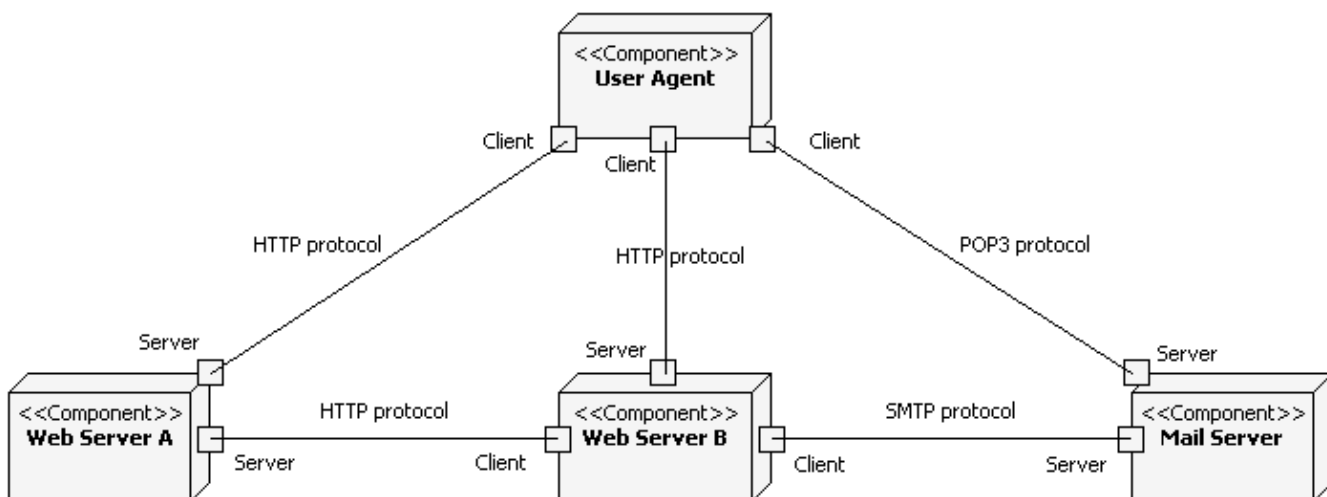 <<Component>>
User Agent
Client
Client
Client
HTTP protocol
HTTP protocol
POP3 protocol
Server
Server
Server
<<Component>>
Web Server A
HTTP protocol
<<Component>>
Web Server B
SMTP protocol
<<Component>>
Mail Server
Server
Client
Client
Server